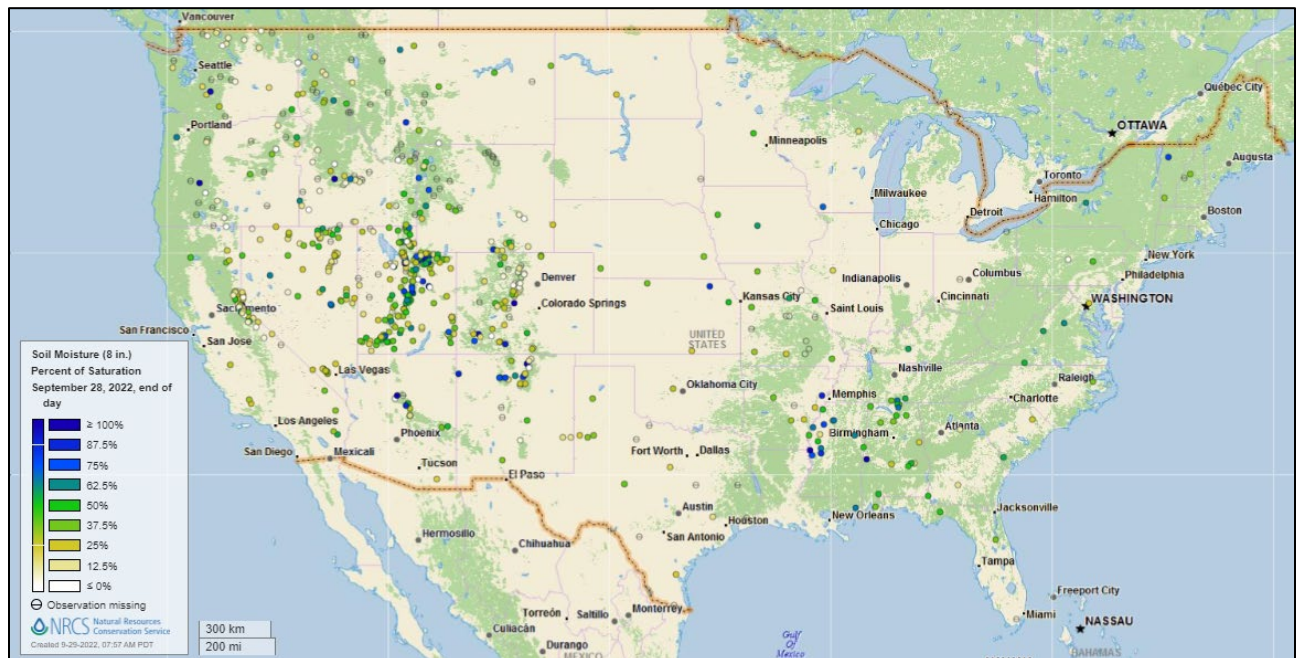 Vancouver
Seattle
Portland
Québec City
OTTAWA
Augusta
Minneapolis
Toronto
Hamilton
Milwaukee
Detroit
Boston
Chicago
New York
Philadelphia
Denver
Indianapolis
Columbus
Cincinnati
WASHINGTON
Sacramento
Colorado Springs
Kansas City
Saint Louis
San Francisco
San Jose
UNITED
STATES
Las Vegas
Nashville
Raleigh
Oklahoma City
Memphis
Charlotte
Los Angeles
Phoenix
Birmingham
Atlanta
San Diego
Mexicali
Tucson
Fort Worth
Dallas
El Paso
Austin
Houston
New Orleans
Jacksonville
San Antonio
Hermosillo
Chihuahua
Tampa
Freeport City
Miami
Torreón
Saltillo
Monterrey
NASSAU
Culiacán
Durango
MEXICO
Gulf
Of
Mexico
BAHAMAS
Soil Moisture (8 in.)
Percent of Saturation
September 28, 2022, end of
day
≥ 100%
87.5%
75%
62.5%
50%
37.5%
25%
12.5%
≤ 0%
Observation missing
NRCS Natural Resources
Conservation Service
Created 9-29-2022, 07:57 AM PDT
300 km
200 mi